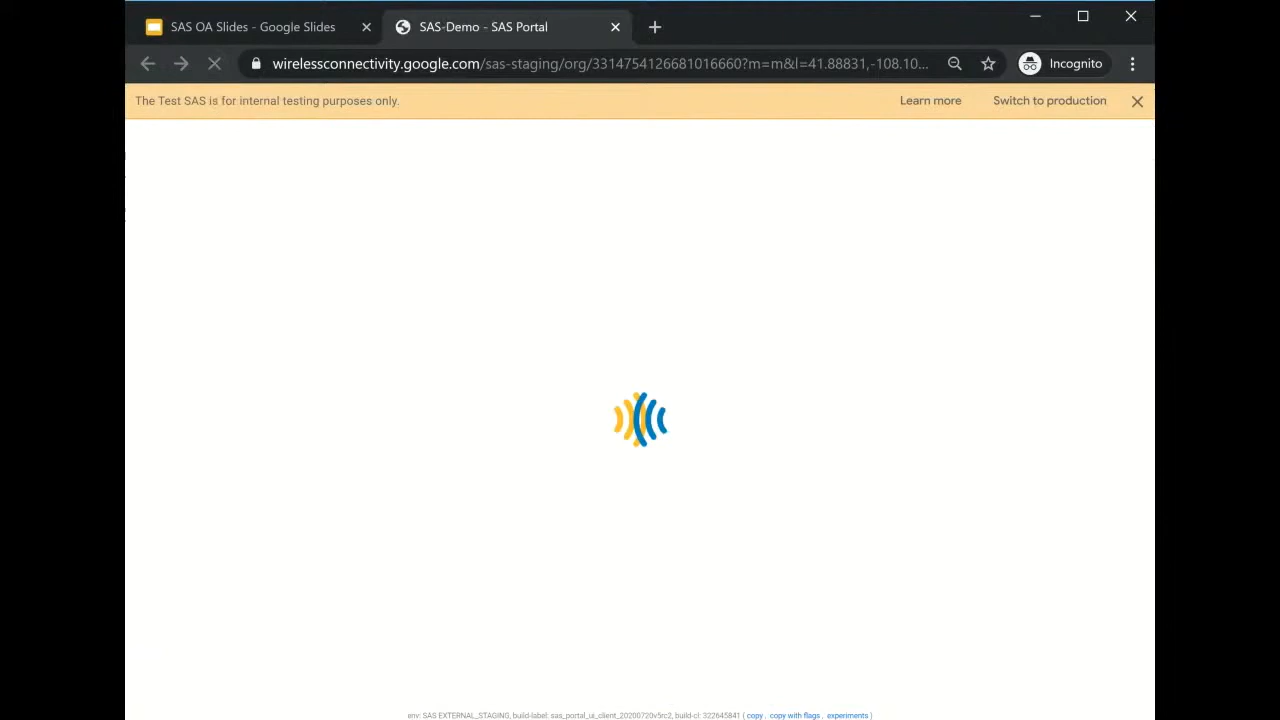 SAS OA Slides - Google Slides
SAS-Demo - SAS Portal
wirelessconnectivity.google.com/sas-staging/org/3314754126681016660?m=m&l=41.88831,-108.10...
Incognito
The Test SAS is for internal testing purposes only.
Learn more
Switch to production
env: SAS EXTERNAL_STAGING, build-label: sas_portal_ui_client_20200720v5rc2, build-cl: 322645841 ( copy , copy with flags , experiments )